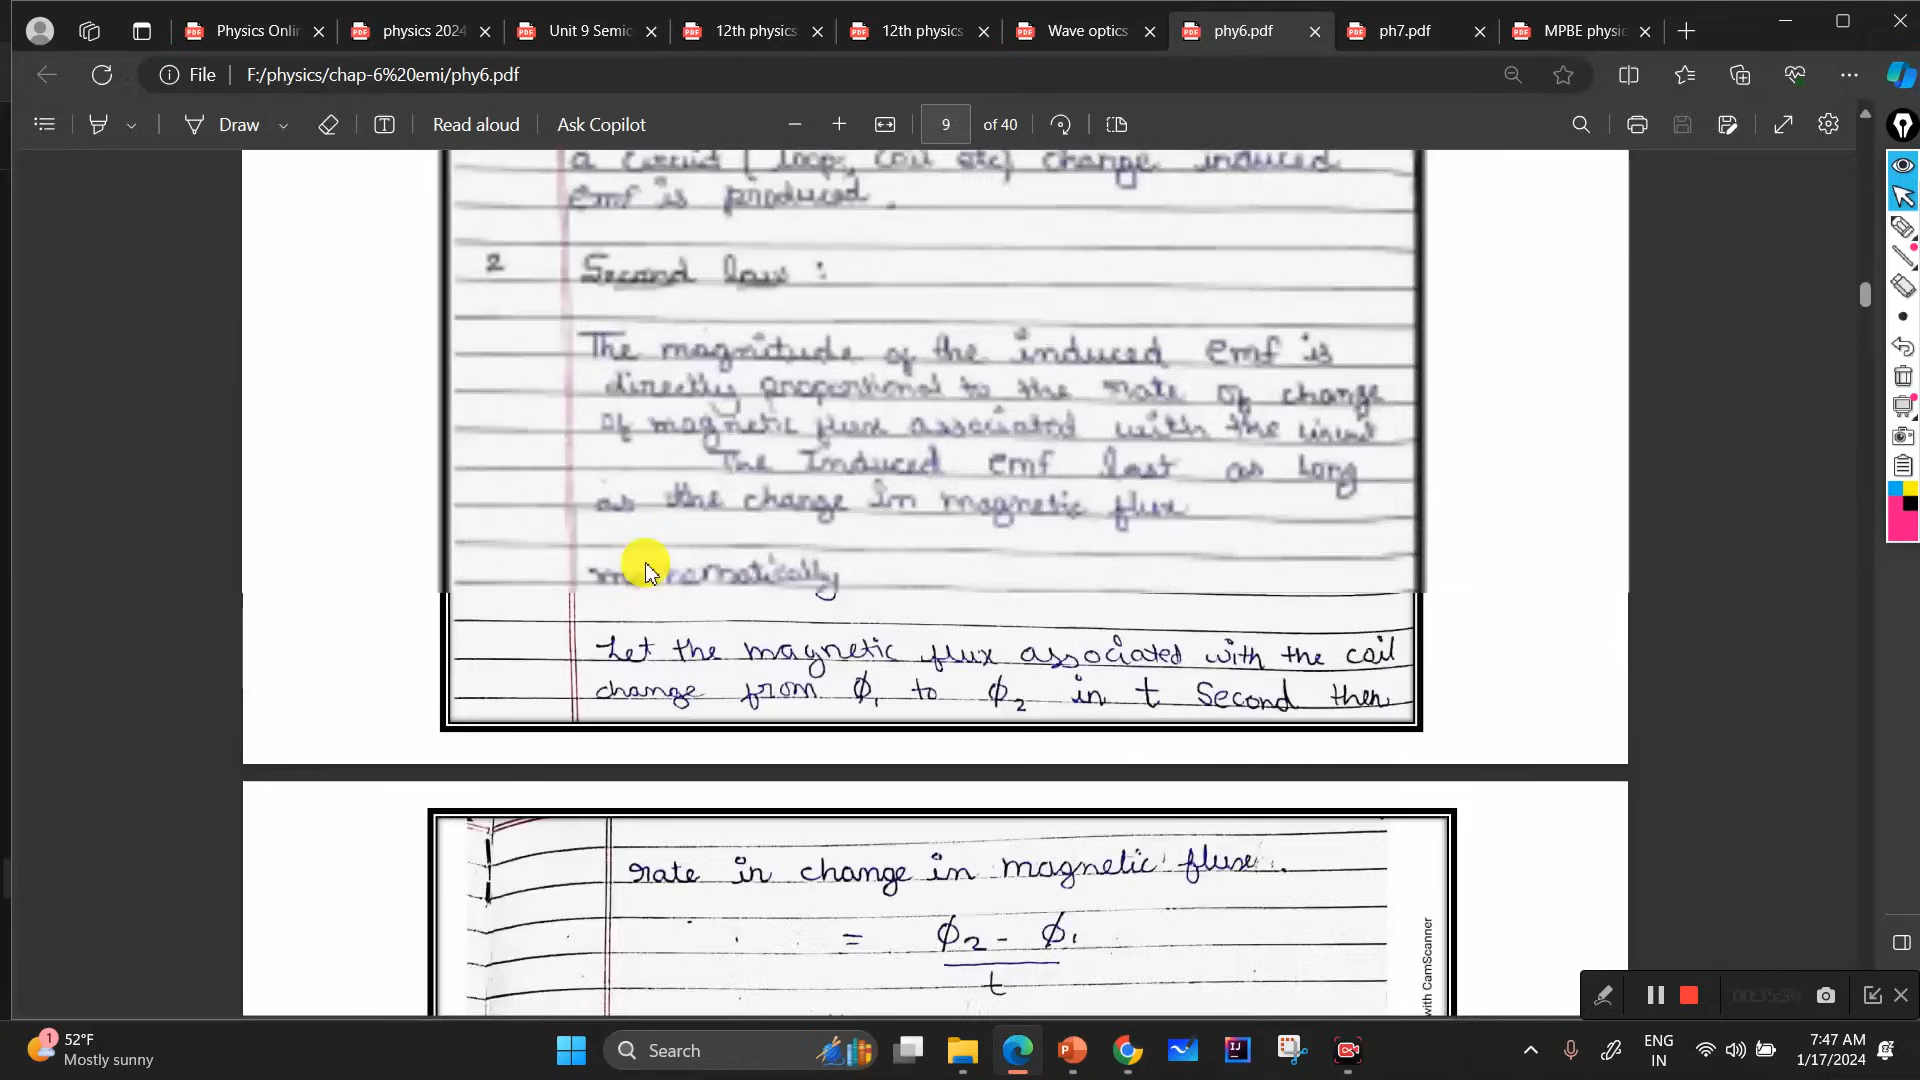 Physics Onlin
physics 2024
Unit 9 Semic
12th physics
12th physics
Wave optics
phy6.pdf
ph7.pdf
MPBE physic
File
F:/physics/chap-6%20emi/phy6.pdf
Draw
Read aloud
Ask Copilot
9
of 40
a circuit ( loop, coil etc) change induced
emf is produced.
2 Second law :
The magnitude of the induced emf is
directly proportional to the rate of change
of magnetic flux associated with the circuit
The Induced emf last as long
as the change In magnetic flux
mathematically
Let the magnetic flux associated with the coil
change from ϕ₁ to ϕ₂ in t Second then
rate in change in magnetic flux.
= ϕ₂ - ϕ₁
t
with CamScanner
1
52°F
Mostly sunny
Search
ENG
IN
7:47 AM
1/17/2024